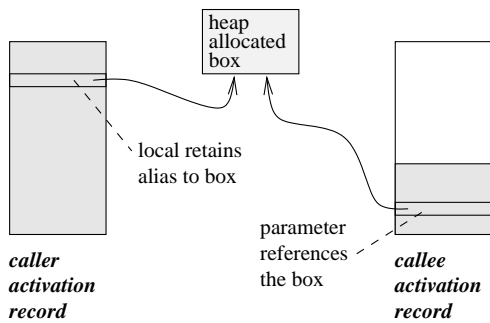 heap
allocated
box
local retains
alias to box
parameter
references
the box
caller
activation
record
callee
activation
record